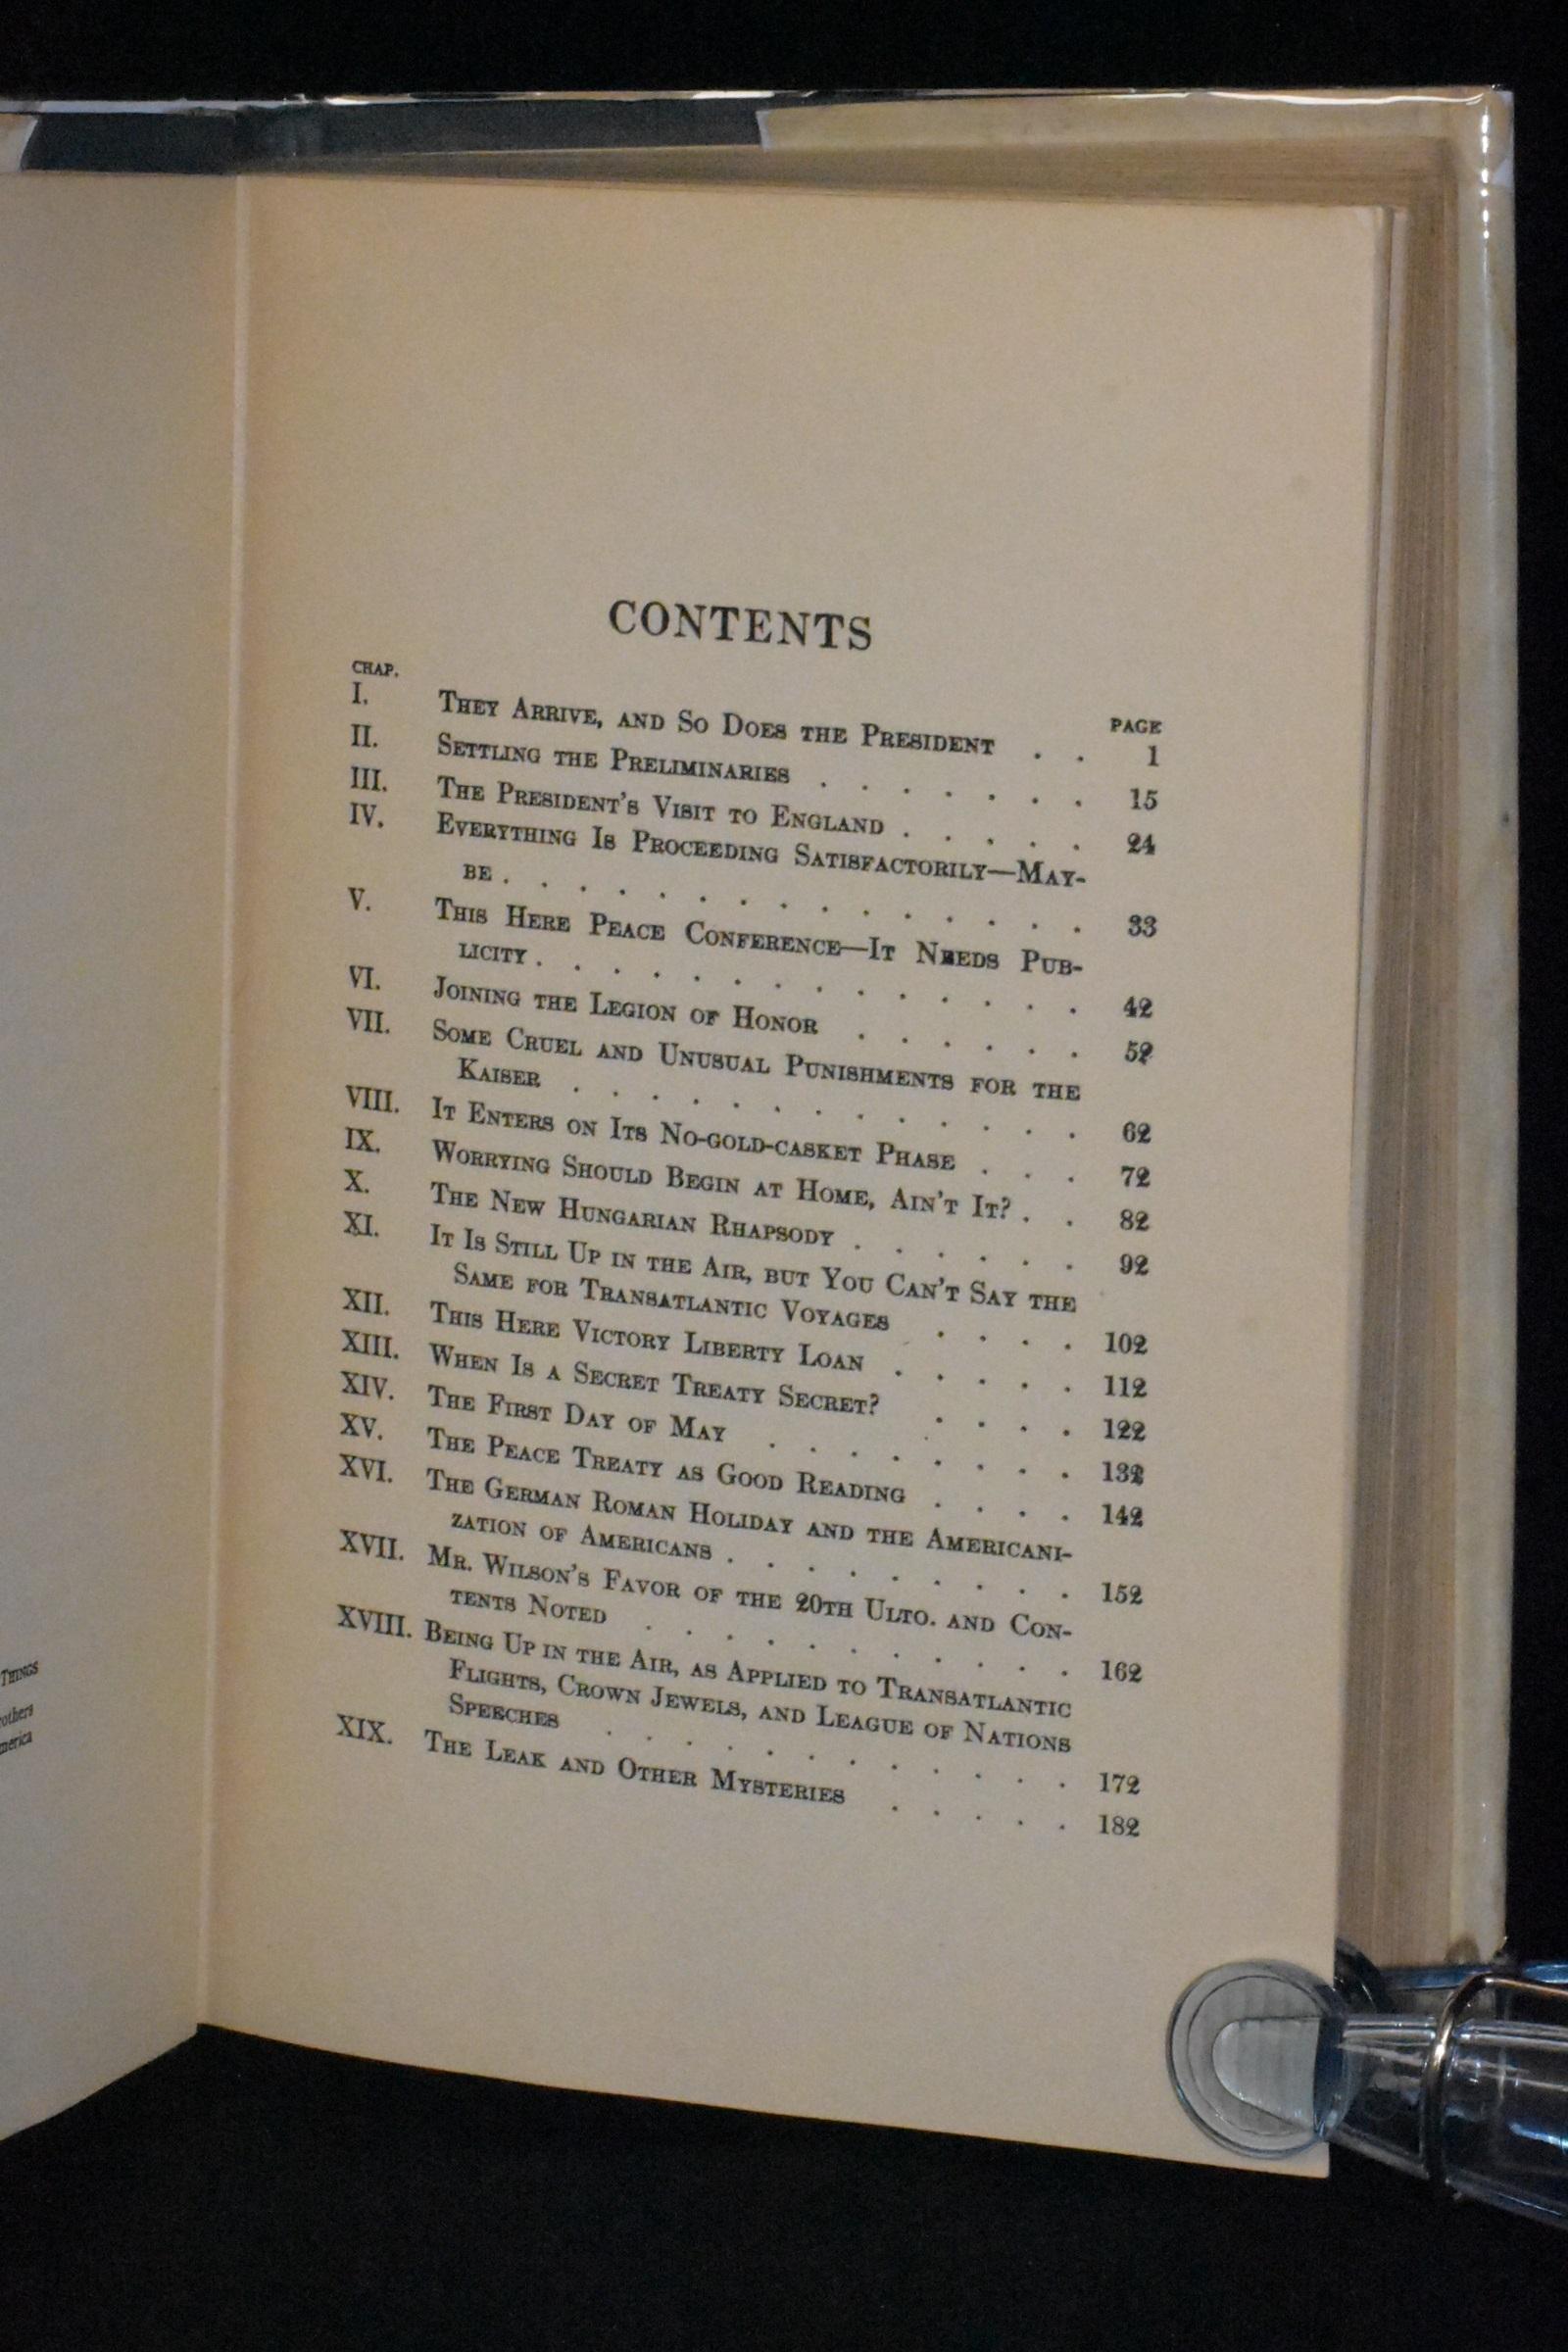 Things
others
merica
CONTENTS
CHAP.
PAGE
I. They Arrive, and So Does the President . . 1
II. Settling the Preliminaries . . . . . . . 15
III. The President's Visit to England . . . . . 24
IV. Everything Is Proceeding Satisfactorily—May-
be . . . . . . . . . . . . . . . 33
V. This Here Peace Conference—It Needs Pub-
licity . . . . . . . . . . . . . . 42
VI. Joining the Legion of Honor . . . . . . 52
VII. Some Cruel and Unusual Punishments for the
Kaiser . . . . . . . . . . . . . 62
VIII. It Enters on Its No-gold-casket Phase . . . 72
IX. Worrying Should Begin at Home, Ain't It? . . 82
X. The New Hungarian Rhapsody . . . . . . 92
XI. It Is Still Up in the Air, but You Can't Say the
Same for Transatlantic Voyages . . . . 102
XII. This Here Victory Liberty Loan . . . . . 112
XIII. When Is a Secret Treaty Secret? . . . . 122
XIV. The First Day of May . . . . . . . . 132
XV. The Peace Treaty as Good Reading . . . . 142
XVI. The German Roman Holiday and the Americani-
zation of Americans . . . . . . . . . 152
XVII. Mr. Wilson's Favor of the 20th Ulto. and Con-
tents Noted . . . . . . . . . . . 162
XVIII. Being Up in the Air, as Applied to Transatlantic
Flights, Crown Jewels, and League of Nations
Speeches . . . . . . . . . . . . 172
XIX. The Leak and Other Mysteries . . . . . 182